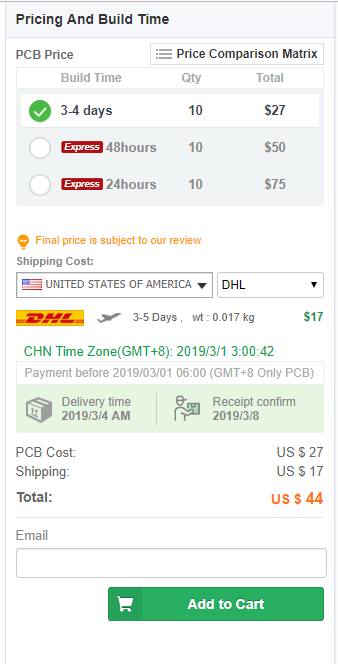 Pricing And Build Time
PCB Price
Price Comparison Matrix
Build Time Qty Total
3-4 days 10 $27
Express 48hours 10 $50
Express 24hours 10 $75
Final price is subject to our review.
Shipping Cost:
UNITED STATES OF AMERICA DHL
DHL 3-5 Days , wt : 0.017 kg $17
CHN Time Zone(GMT+8): 2019/3/1 3:00:42
Payment before 2019/03/01 06:00 (GMT+8 Only PCB)
Delivery time
2019/3/4 AM
Receipt confirm
2019/3/8
PCB Cost: US $ 27
Shipping: US $ 17
Total: US $ 44
Email
Add to Cart